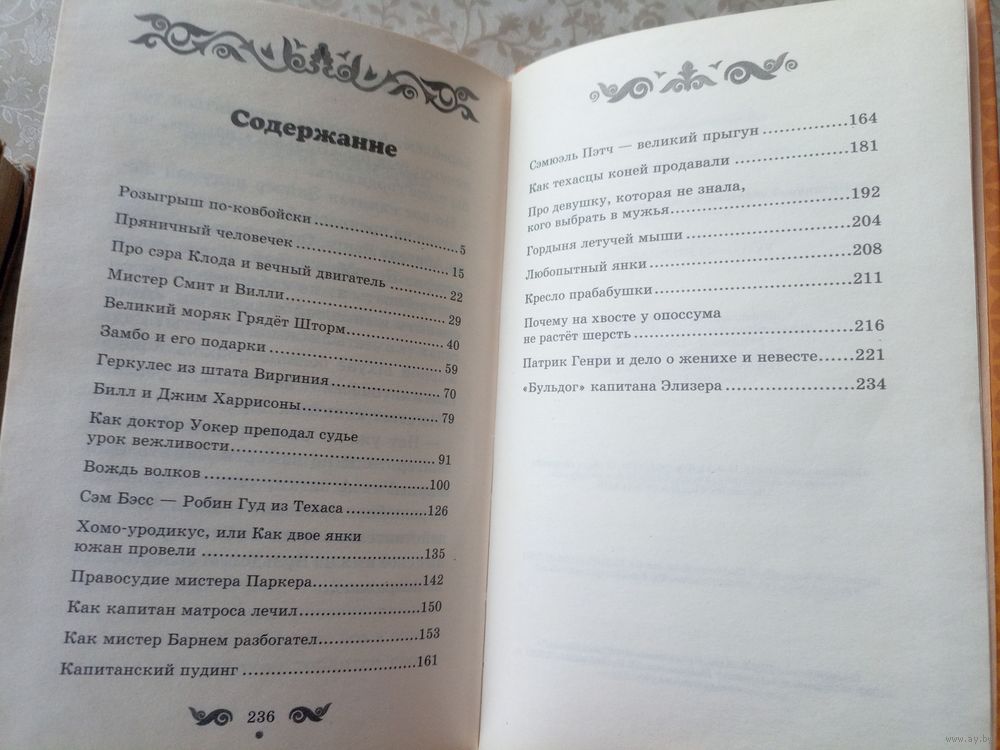 Содержание
Розыгрыш по-ковбойски ..................... 5
Пряничный человечек ..................... 15
Про сэра Клода и вечный двигатель .......... 22
Мистер Смит и Вилли..................... 29
Великий моряк Грядёт Шторм............... 40
Замбо и его подарки ..................... 59
Геркулес из штата Виргиния................. 70
Билл и Джим Харрисоны..................... 79
Как доктор Уокер преподал судье
урок вежливости.......................... 91
Вождь волков ............................100
Сэм Бэсс — Робин Гуд из Техаса.............126
Хомо-уродикус, или Как двое янки
южан провели ............................135
Правосудие мистера Паркера................142
Как капитан матроса лечил..................150
Как мистер Барнем разбогател...............153
Капитанский пудинг .......................161
236
Сэмюэль Пэтч — великий прыгун ..............164
Как техасцы коней продавали ................181
Про девушку, которая не знала,
кого выбрать в мужья.......................192
Гордыня летучей мыши .....................204
Любопытный янки ..........................208
Кресло прабабушки.........................211
Почему на хвосте у опоссума
не растёт шерсть ..........................216
Патрик Генри и дело о женихе и невесте......221
«Бульдог» капитана Элизера .................234
www.ay.by